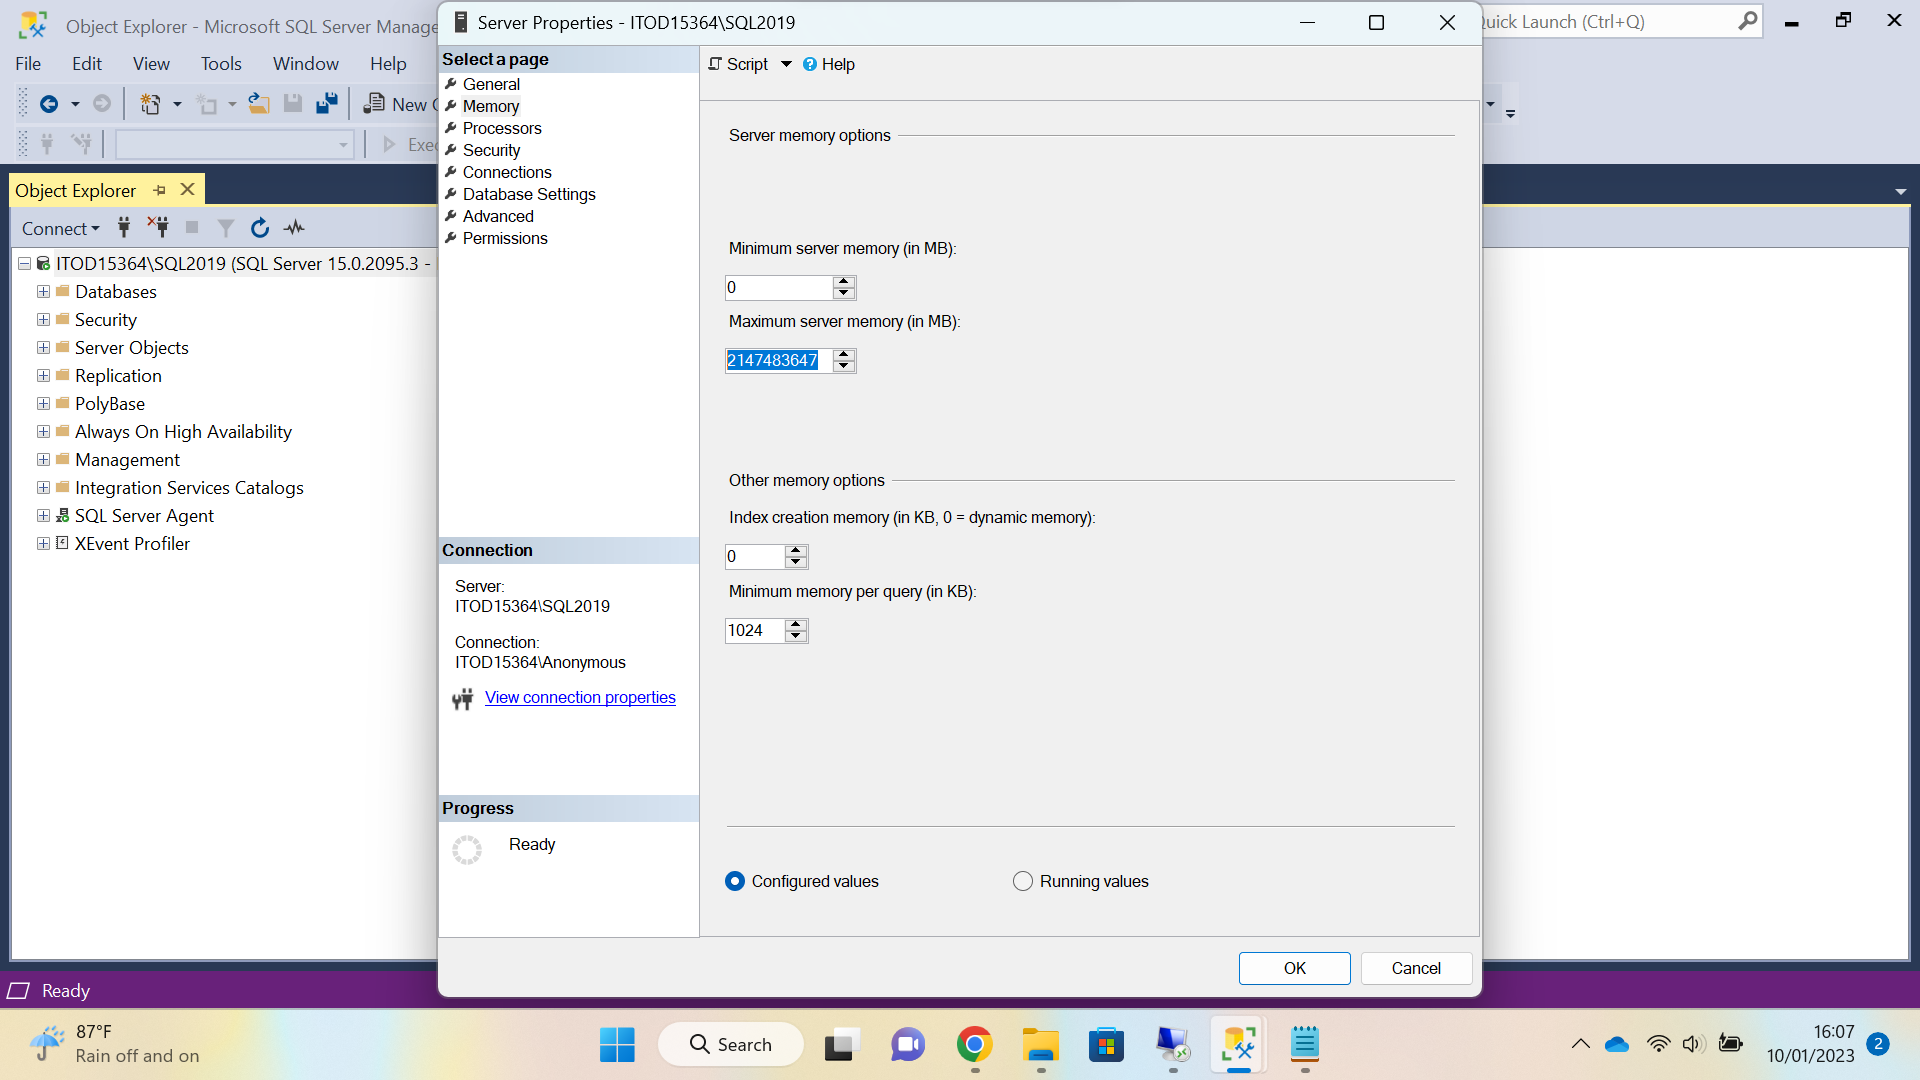 Object Explorer - Microsoft SQL Server Manage
Server Properties - ITOD15364\SQL2019
Quick Launch (Ctrl+Q)
File Edit View Tools Window Help
New
Exe
Object Explorer
Connect
ITOD15364\SQL2019 (SQL Server 15.0.2095.3 -
Databases
Security
Server Objects
Replication
PolyBase
Always On High Availability
Management
Integration Services Catalogs
SQL Server Agent
XEvent Profiler
Select a page
General
Memory
Processors
Security
Connections
Database Settings
Advanced
Permissions
Connection
Server:
ITOD15364\SQL2019
Connection:
ITOD15364\Anonymous
View connection properties
Progress
Ready
Script Help
Server memory options
Minimum server memory (in MB):
0
Maximum server memory (in MB):
2147483647
Other memory options
Index creation memory (in KB, 0 = dynamic memory):
0
Minimum memory per query (in KB):
1024
Configured values Running values
OK Cancel
Ready
87°F
Rain off and on
Search
16:07
10/01/2023
2